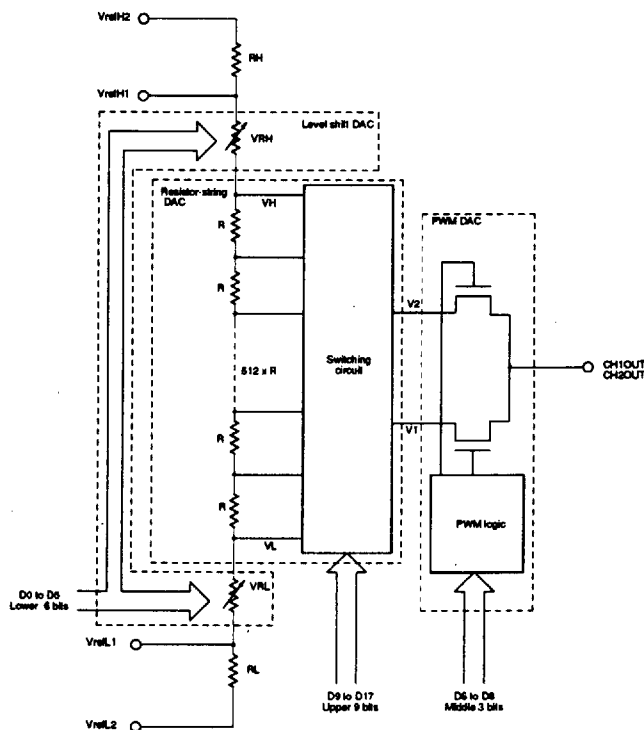 VrefH2
RH
VrefH1
Level shift DAC
VRH
Resistor-string
DAC
VH
R
PWM DAC
R
V2
512 x R
Switching
circuit
CH1OUT
CH2OUT
V1
R
R
PWM logic
VL
D0 to D5
Lower 6 bits
VRL
VrefL1
RL
D9 to D17
Upper 9 bits
D6 to D8
Middle 3 bits
VrefL2